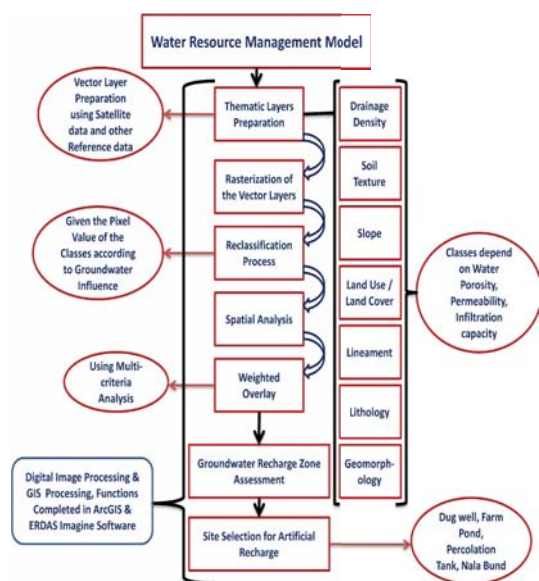 Water Resource Management Model
Vector Layer
Preparation
using Satellite
data and other
Reference data
Thematic Layers
Preparation
Drainage
Density
Rasterization of
the Vector Layers
Soil
Texture
Given the Pixel
Value of the
Classes according
to Groundwater
Influence
Reclassification
Process
Slope
Classes depend
on Water
Porosity,
Permeability,
Infiltration
capacity
Spatial Analysis
Land Use /
Land Cover
Using Multi-
criteria
Analysis
Weighted
Overlay
Lineament
Lithology
Groundwater Recharge Zone
Assessment
Geomorph-
ology
Digital Image Processing &
GIS Processing, Functions
Completed in ArcGIS &
ERDAS Imagine Software
Site Selection for Artificial
Recharge
Dug well, Farm
Pond,
Percolation
Tank, Nala Bund